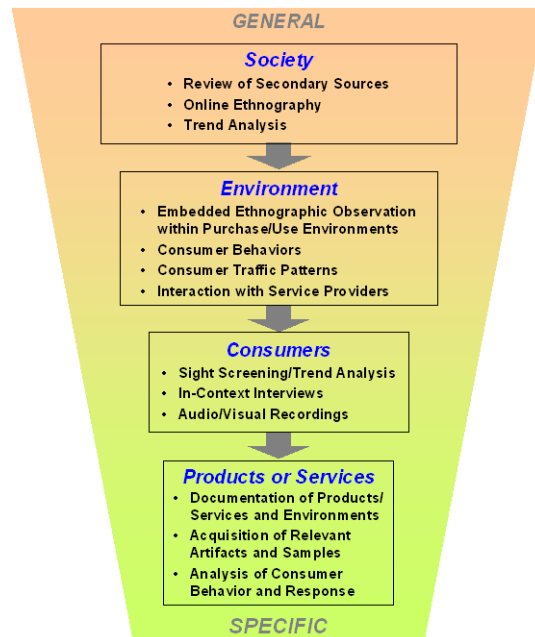 GENERAL
Society
• Review of Secondary Sources
• Online Ethnography
• Trend Analysis
Environment
• Embedded Ethnographic Observation
within Purchase/Use Environments
• Consumer Behaviors
• Consumer Traffic Patterns
• Interaction with Service Providers
Consumers
• Sight Screening/Trend Analysis
• In-Context Interviews
• Audio/Visual Recordings
Products or Services
• Documentation of Products/
Services and Environments
• Acquisition of Relevant
Artifacts and Samples
• Analysis of Consumer
Behavior and Response
SPECIFIC